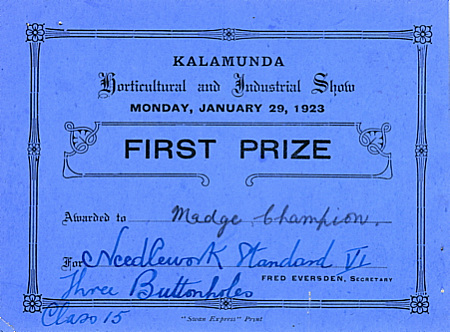 KALAMUNDA
Horticultural and Industrial Show
MONDAY, JANUARY 29, 1923
FIRST PRIZE
Awarded to Madge Champion.
For Needlework Standard VI
FRED EVERSDEN, SECRETARY
Three Buttonholes
Class 15
"Swan Express" Print